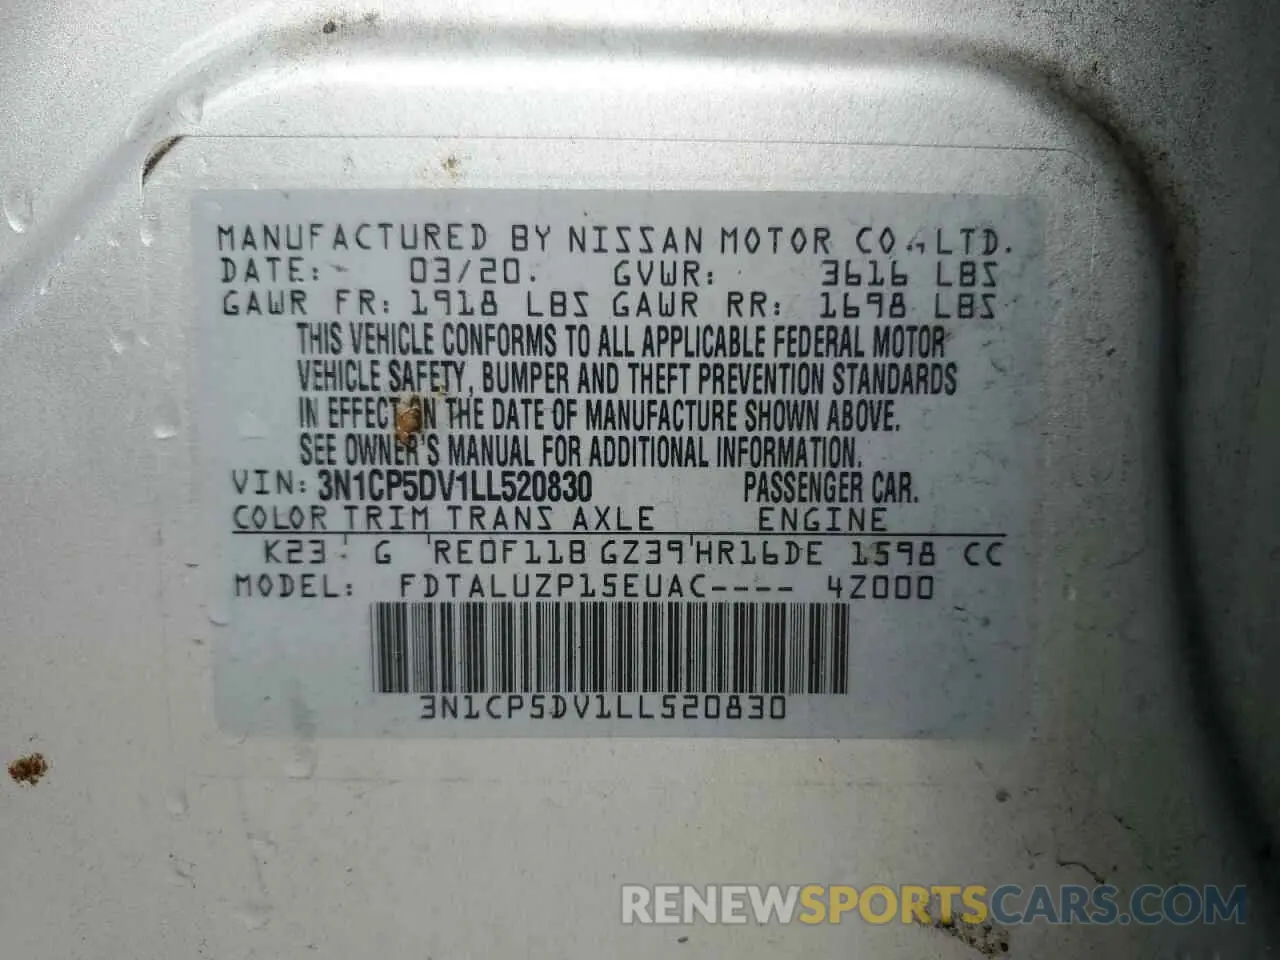 MANUFACTURED BY NISSAN MOTOR CO., LTD.
DATE: 03/20. GVWR: 3616 LBS
GAWR FR: 1918 LBS GAWR RR: 1698 LBS
THIS VEHICLE CONFORMS TO ALL APPLICABLE FEDERAL MOTOR
VEHICLE SAFETY, BUMPER AND THEFT PREVENTION STANDARDS
IN EFFECT ON THE DATE OF MANUFACTURE SHOWN ABOVE.
SEE OWNER'S MANUAL FOR ADDITIONAL INFORMATION.
VIN: 3N1CP5DV1LL520830 PASSENGER CAR.
COLOR TRIM TRANS AXLE ENGINE
K23 G RE0F11B GZ39 HR16DE 1598 CC
MODEL: FDTALUZP15EUAC---- 4Z000
3N1CP5DV1LL520830
RENEWSPORTSCARS.COM